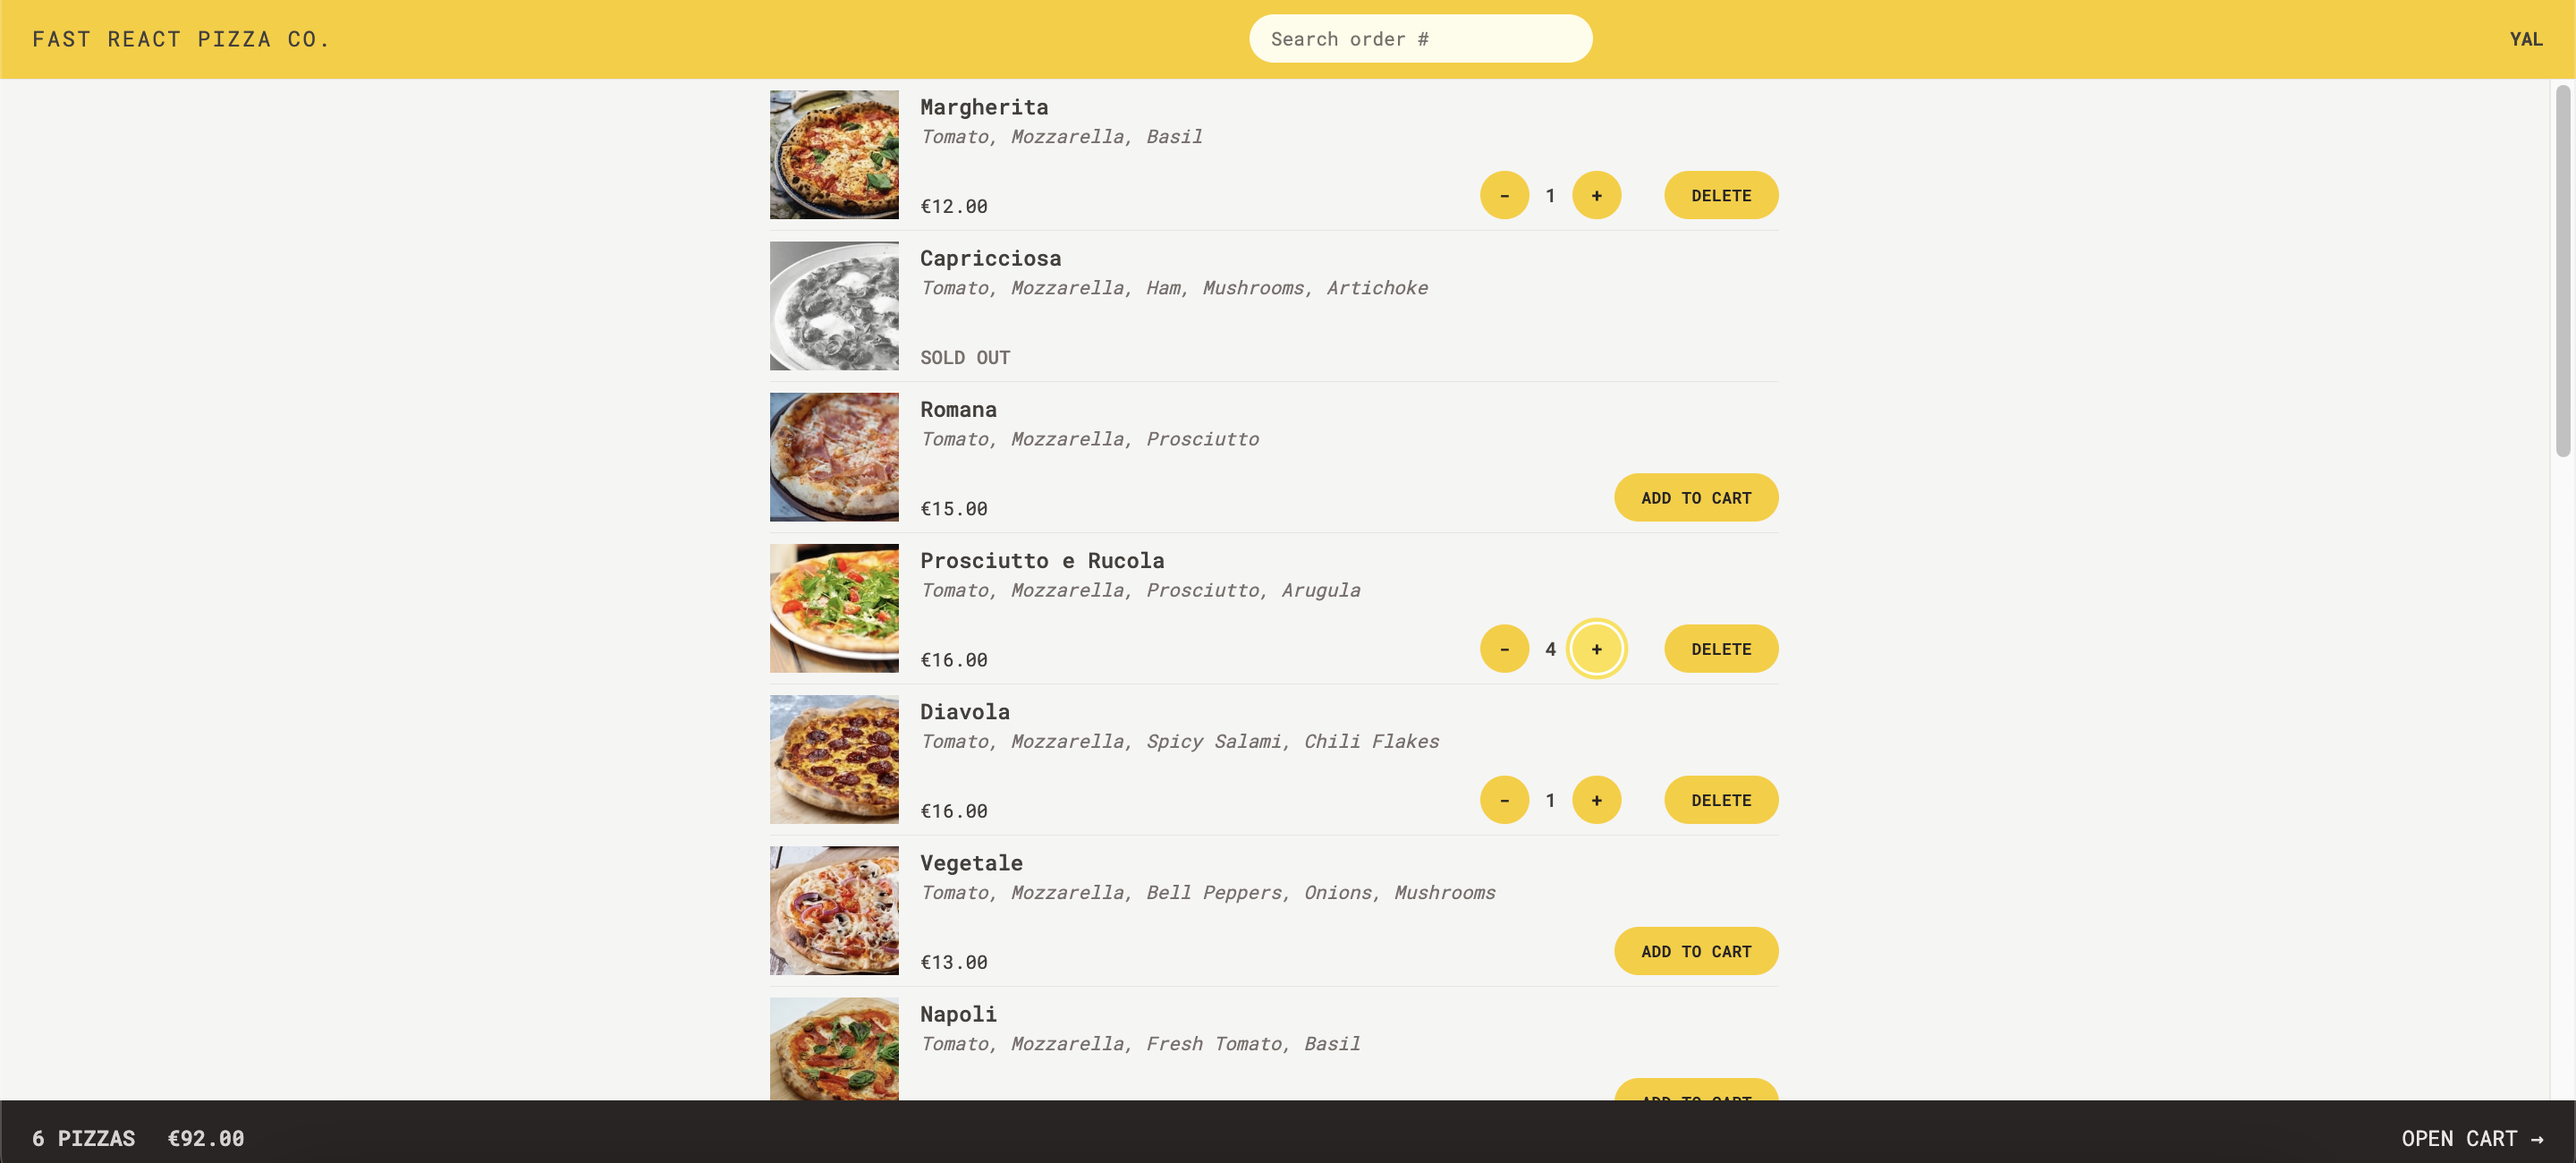 FAST REACT PIZZA CO.
Search order #
YAL
Margherita
Tomato, Mozzarella, Basil
€12.00
- 1 + DELETE
Capricciosa
Tomato, Mozzarella, Ham, Mushrooms, Artichoke
SOLD OUT
Romana
Tomato, Mozzarella, Prosciutto
€15.00
ADD TO CART
Prosciutto e Rucola
Tomato, Mozzarella, Prosciutto, Arugula
€16.00
- 4 + DELETE
Diavola
Tomato, Mozzarella, Spicy Salami, Chili Flakes
€16.00
- 1 + DELETE
Vegetale
Tomato, Mozzarella, Bell Peppers, Onions, Mushrooms
€13.00
ADD TO CART
Napoli
Tomato, Mozzarella, Fresh Tomato, Basil
ADD TO CART
6 PIZZAS €92.00
OPEN CART →